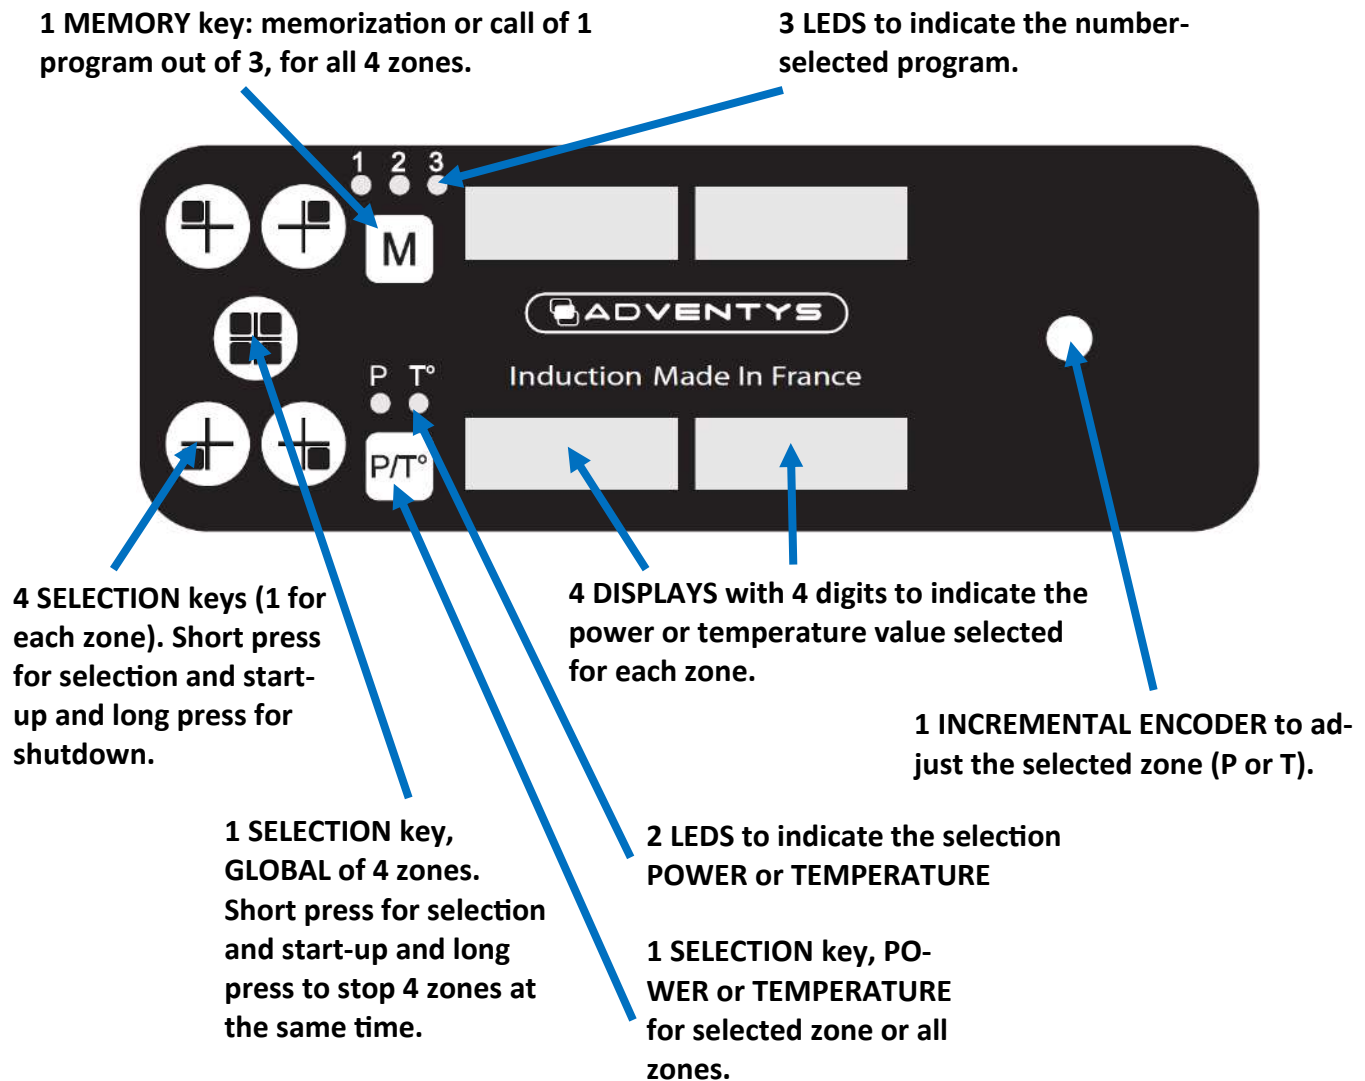 1 MEMORY key: memorization or call of 1
program out of 3, for all 4 zones.
3 LEDS to indicate the number-
selected program.
1 2 3
M
ADVENTYS
Induction Made In France
P T°
P/T°
4 SELECTION keys (1 for
each zone). Short press
for selection and start-
up and long press for
shutdown.
4 DISPLAYS with 4 digits to indicate the
power or temperature value selected
for each zone.
1 INCREMENTAL ENCODER to ad-
just the selected zone (P or T).
1 SELECTION key,
GLOBAL of 4 zones.
Short press for selection
and start-up and long
press to stop 4 zones at
the same time.
2 LEDS to indicate the selection
POWER or TEMPERATURE
1 SELECTION key, PO-
WER or TEMPERATURE
for selected zone or all
zones.